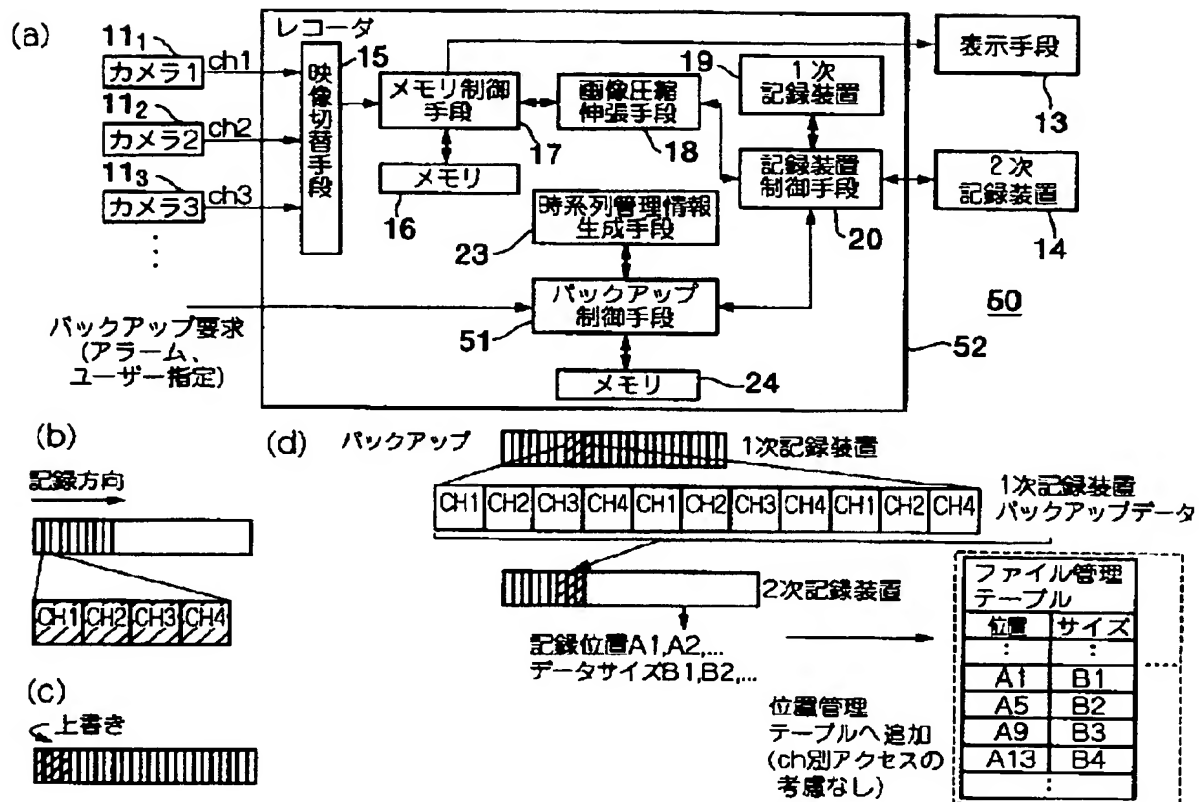 (a)
レコーダ
11₁
カメラ1
ch1
11₂
カメラ2
ch2
11₃
カメラ3
ch3
⋮
15
映像切替手段
メモリ制御
手段
17
メモリ
16
画像圧縮
伸張手段
18
19
1次
記録装置
記録装置
制御手段
20
表示手段
13
2次
記録装置
14
時系列管理情報
生成手段
23
バックアップ
制御手段
51
メモリ
24
50
52
バックアップ要求
(アラーム、
ユーザー指定)
(b)
記録方向
CH1 CH2 CH3 CH4
(c)
上書き
(d)
バックアップ
1次記録装置
CH1 CH2 CH3 CH4 CH1 CH2 CH3 CH4 CH1 CH2 CH4
1次記録装置
バックアップデータ
2次記録装置
記録位置A1,A2,...
データサイズB1,B2,...
位置管理
テーブルへ追加
(ch別アクセスの
考慮なし)
ファイル管理
テーブル
位置 サイズ
⋮ ⋮
A1 B1
A5 B2
A9 B3
A13 B4
⋮